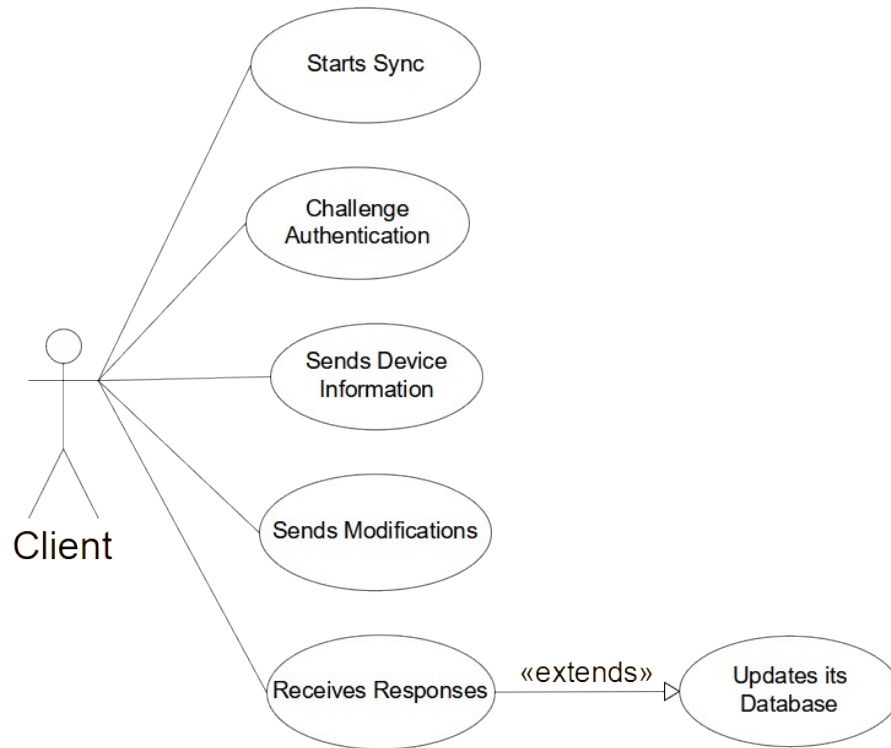 Starts Sync
Challenge
Authentication
Sends Device
Information
Client
Sends Modifications
Receives Responses
«extends»
Updates its
Database